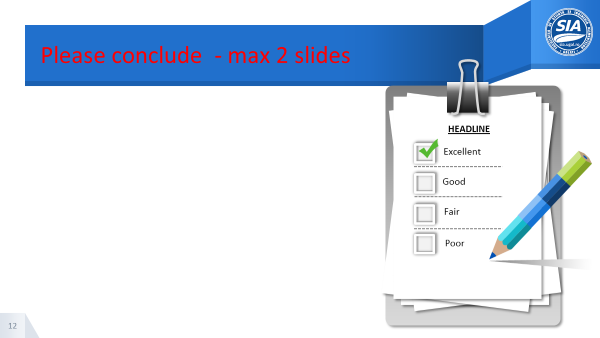 Please conclude  - max 2 slides
SIA
HEADLINE
Excellent
Good
Fair
Poor
12